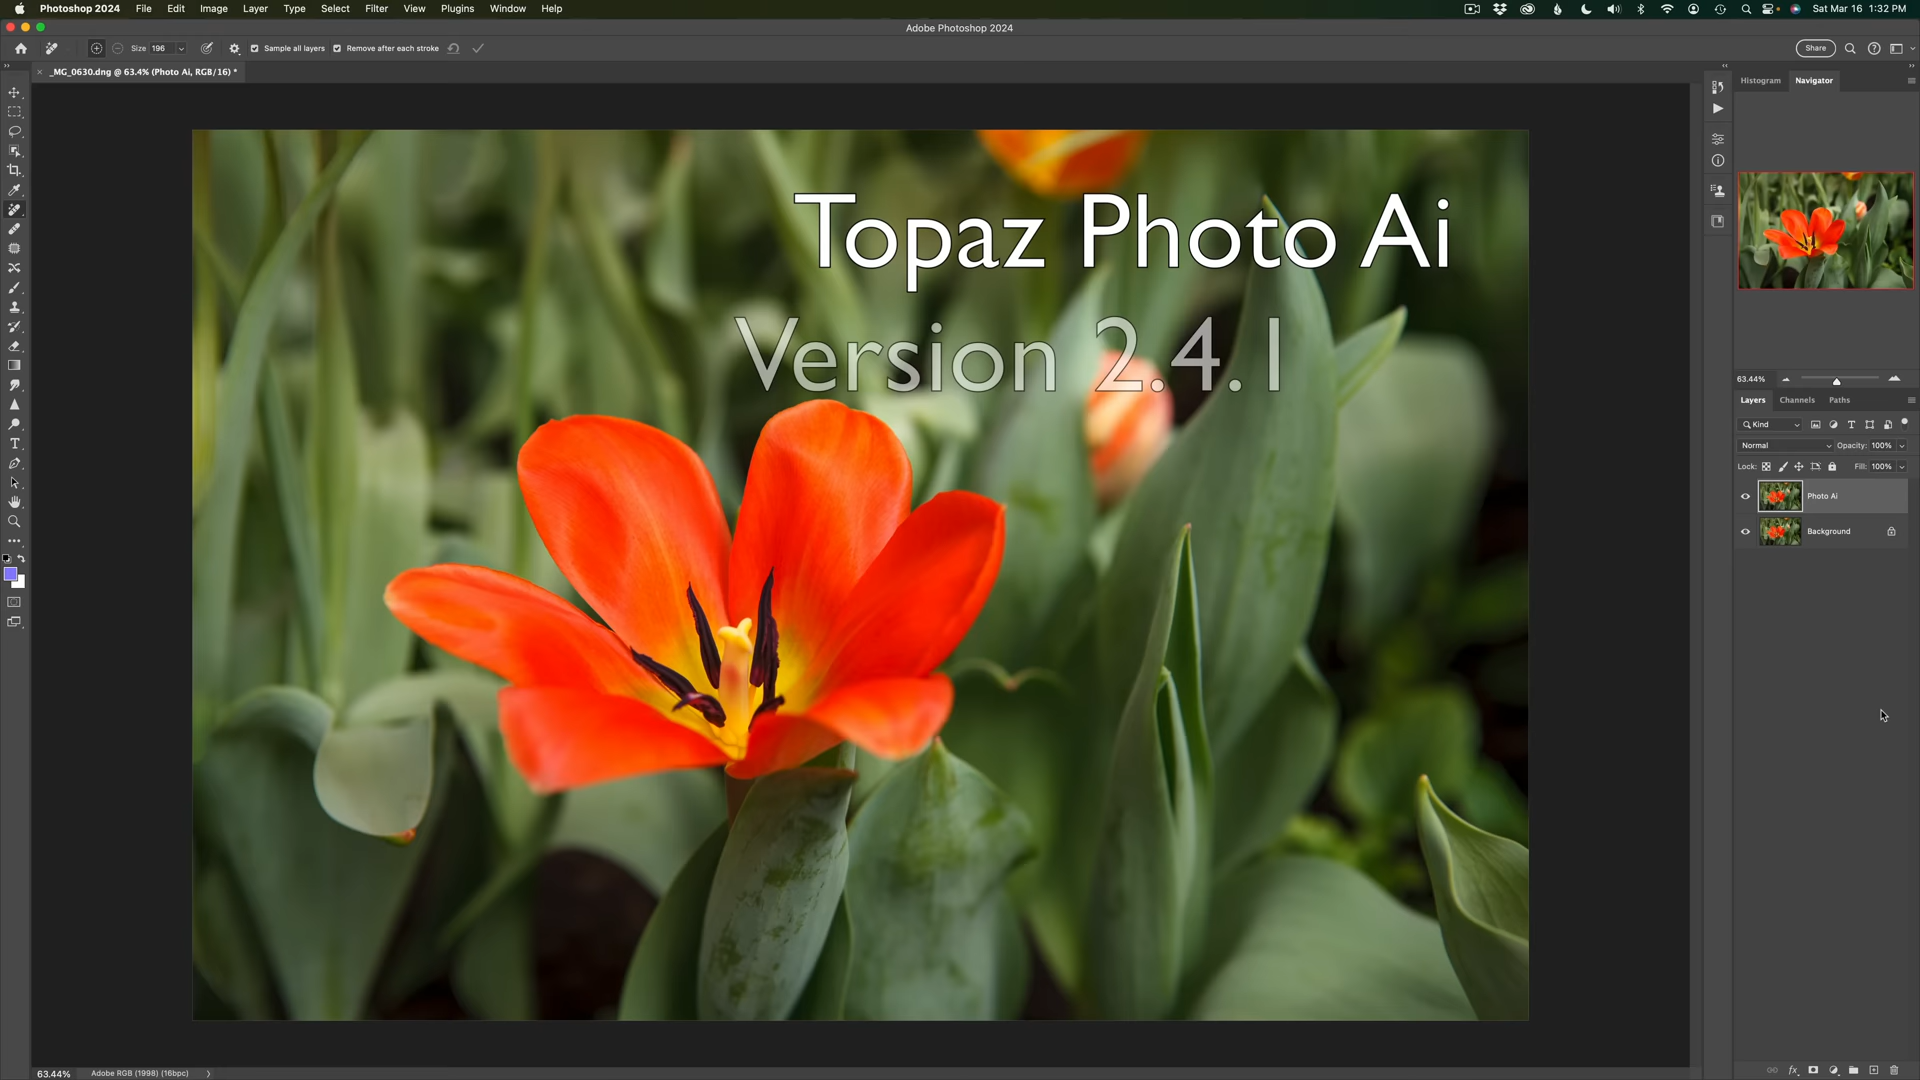 Photoshop 2024 File Edit Image Layer Type Select Filter View Plugins Window Help Sat Mar 16 1:32 PM
Adobe Photoshop 2024
Size 196 Sample all layers Remove after each stroke Share
_MG_0630.dng @ 63.4% (Photo Ai, RGB/16) *
Histogram Navigator
Topaz Photo Ai
Version 2.4.1
63.44%
Layers Channels Paths
Kind
Normal Opacity: 100%
Lock: Fill: 100%
Photo Ai
Background
63.44% Adobe RGB (1998) (16bpc)